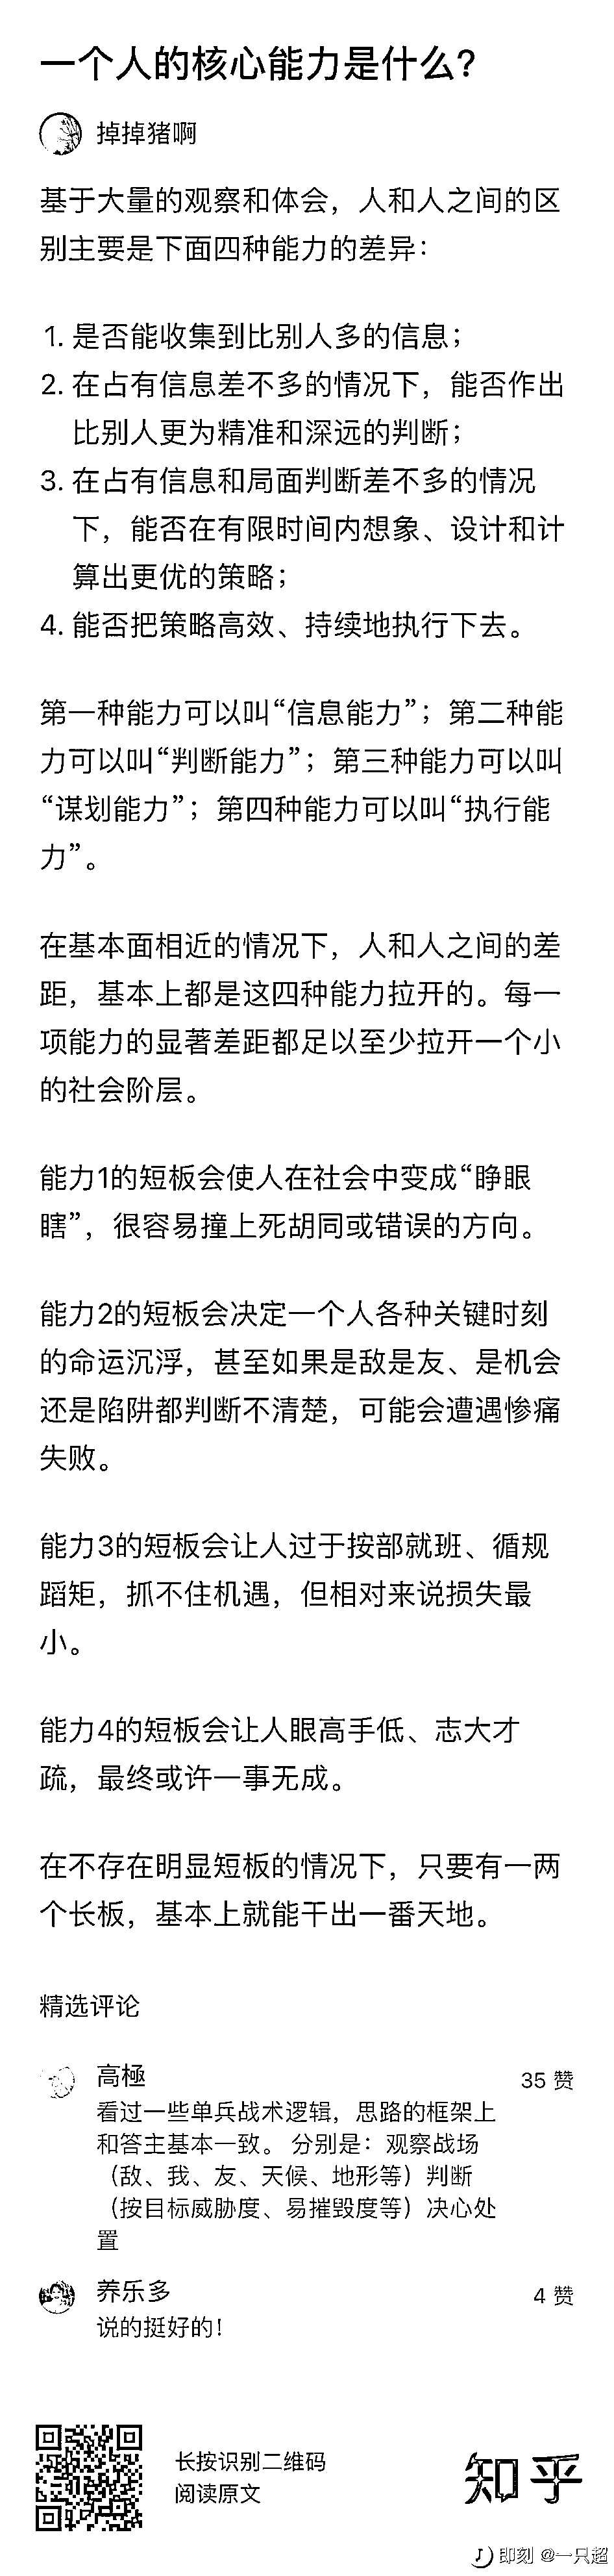 一个人的核心能力是什么?
掉掉猪啊
基于大量的观察和体会，人和人之间的区
别主要是下面四种能力的差异：
1. 是否能收集到比别人多的信息；
2. 在占有信息差不多的情况下，能否作出
比别人更为精准和深远的判断；
3. 在占有信息和局面判断差不多的情况
下，能否在有限时间内想象、设计和计
算出更优的策略；
4. 能否把策略高效、持续地执行下去。
第一种能力可以叫“信息能力”；第二种能
力可以叫“判断能力”；第三种能力可以叫
“谋划能力”；第四种能力可以叫“执行能
力”。
在基本面相近的情况下，人和人之间的差
距，基本上都是这四种能力拉开的。每一
项能力的显著差距都足以至少拉开一个小
的社会阶层。
能力1的短板会使人在社会中变成“睁眼
瞎”，很容易撞上死胡同或错误的方向。
能力2的短板会决定一个人各种关键时刻
的命运沉浮，甚至如果是敌是友、是机会
还是陷阱都判断不清楚，可能会遭遇惨痛
失败。
能力3的短板会让人过于按部就班、循规
蹈矩，抓不住机遇，但相对来说损失最
小。
能力4的短板会让人眼高手低、志大才
疏，最终或许一事无成。
在不存在明显短板的情况下，只要有一两
个长板，基本上就能干出一番天地。
精选评论
高極
35 赞
看过一些单兵战术逻辑，思路的框架上
和答主基本一致。 分别是：观察战场
（敌、我、友、天候、地形等）判断
（按目标威胁度、易摧毁度等）决心处
置
养乐多
4 赞
说的挺好的!
长按识别二维码
阅读原文
知乎
即刻 @一只超